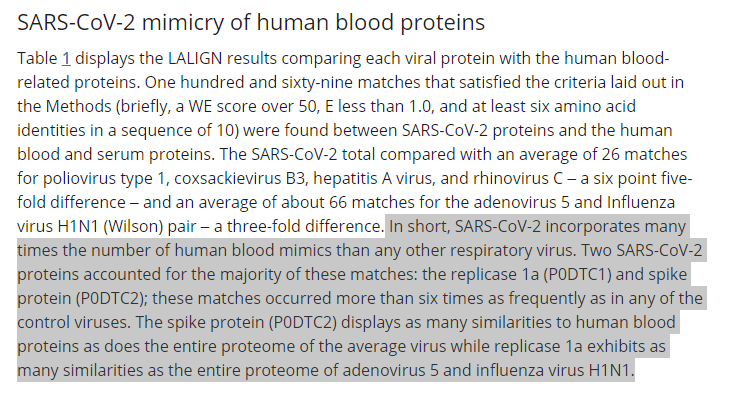 SARS-CoV-2 mimicry of human blood proteins
Table 1 displays the LALIGN results comparing each viral protein with the human blood-
related proteins. One hundred and sixty-nine matches that satisfied the criteria laid out in
the Methods (briefly, a WE score over 50, E less than 1.0, and at least six amino acid
identities in a sequence of 10) were found between SARS-CoV-2 proteins and the human
blood and serum proteins. The SARS-CoV-2 total compared with an average of 26 matches
for poliovirus type 1, coxsackievirus B3, hepatitis A virus, and rhinovirus C – a six point five-
fold difference – and an average of about 66 matches for the adenovirus 5 and Influenza
virus H1N1 (Wilson) pair – a three-fold difference. In short, SARS-CoV-2 incorporates many
times the number of human blood mimics than any other respiratory virus. Two SARS-CoV-2
proteins accounted for the majority of these matches: the replicase 1a (P0DTC1) and spike
protein (P0DTC2); these matches occurred more than six times as frequently as in any of the
control viruses. The spike protein (P0DTC2) displays as many similarities to human blood
proteins as does the entire proteome of the average virus while replicase 1a exhibits as
many similarities as the entire proteome of adenovirus 5 and influenza virus H1N1.